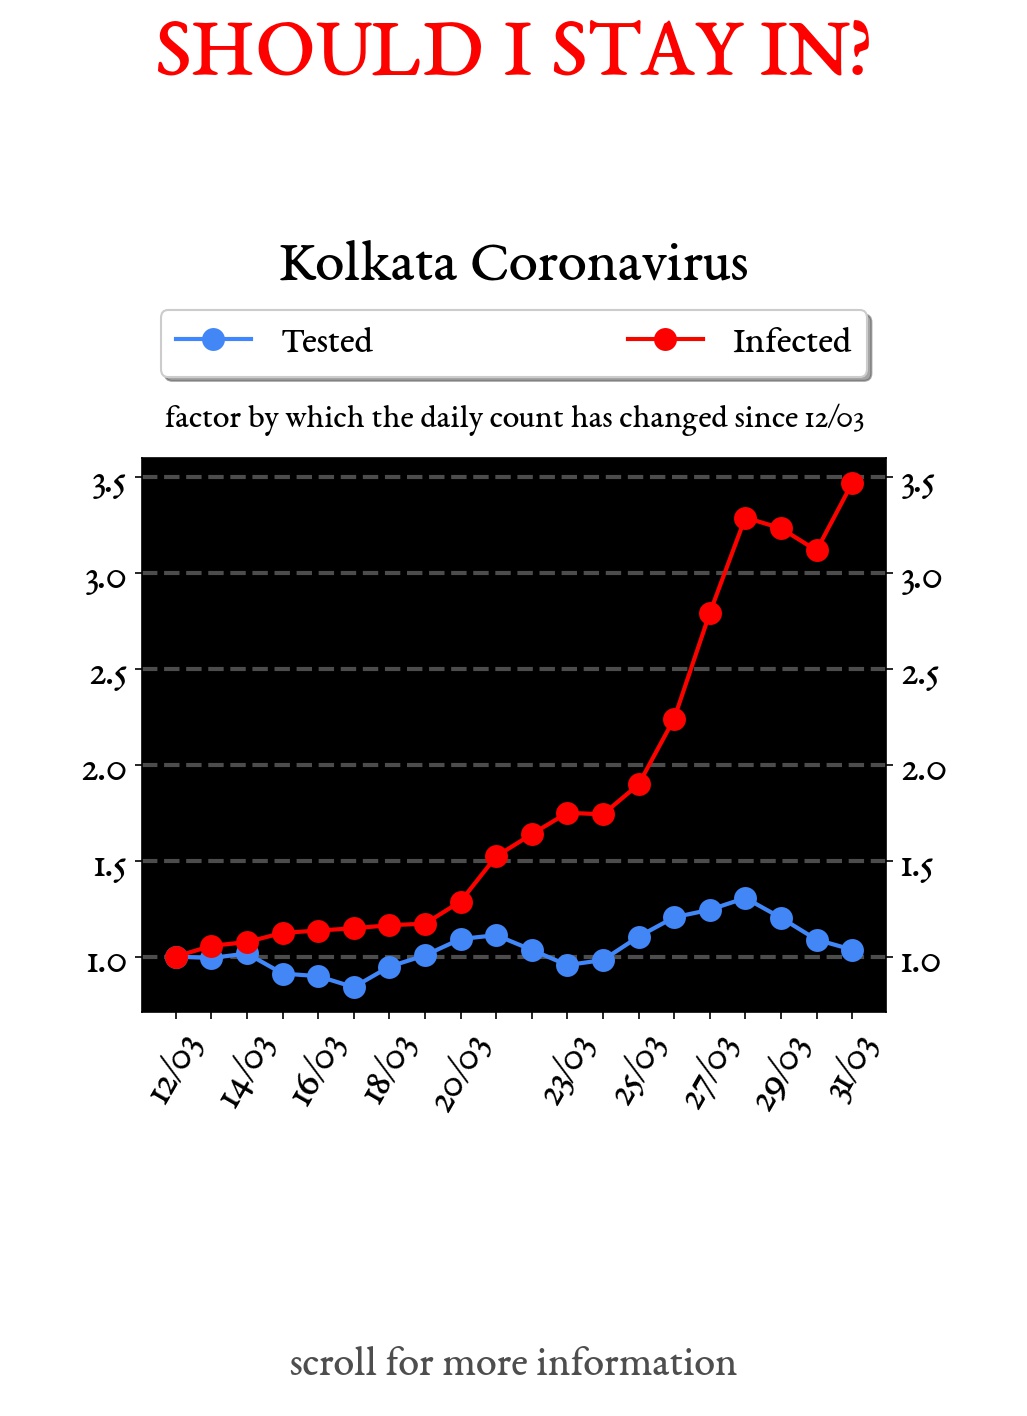 SHOULD I STAY IN?
Kolkata Coronavirus
Tested Infected
factor by which the daily count has changed since 12/03
3.5 3.5
3.0 3.0
2.5 2.5
2.0 2.0
1.5 1.5
1.0 1.0
12/03 14/03 16/03 18/03 20/03 23/03 25/03 27/03 29/03 31/03
scroll for more information